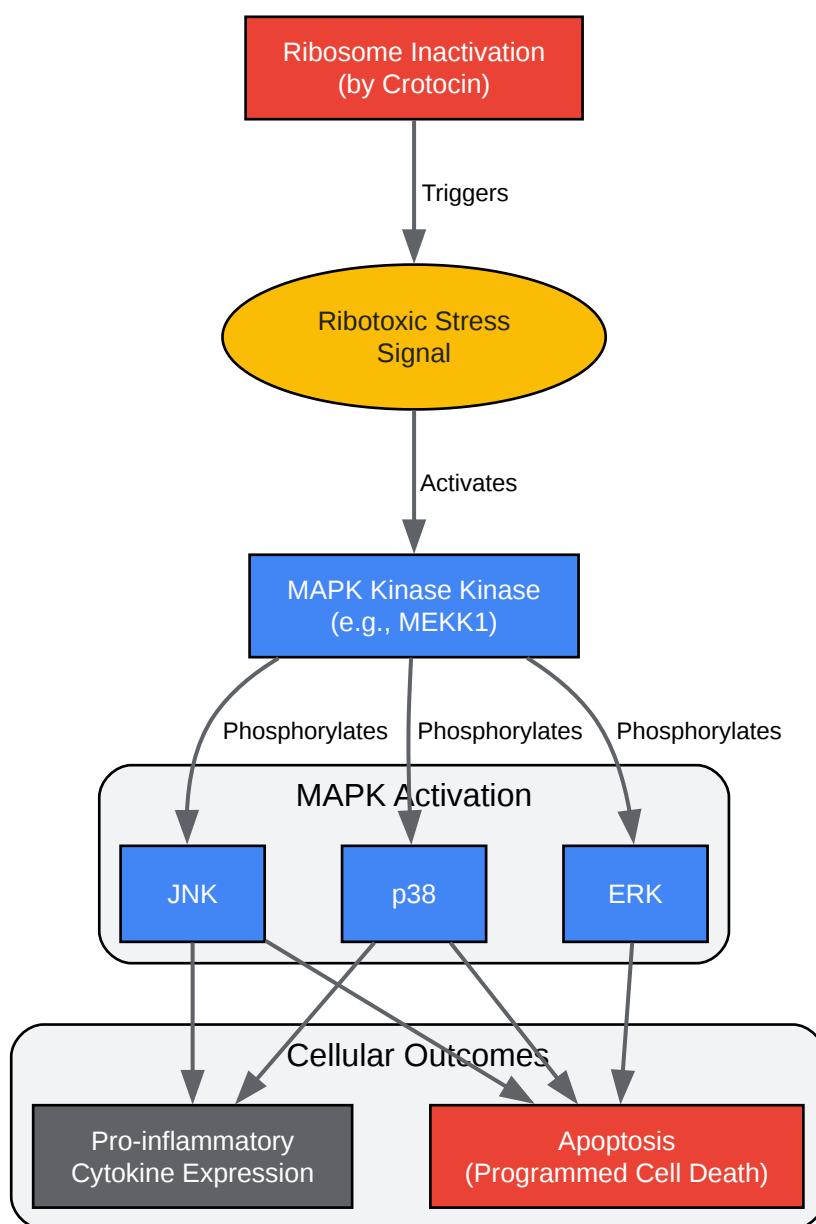 Ribosome Inactivation
(by Crotocin)
Triggers
Ribotoxic Stress
Signal
Activates
MAPK Kinase Kinase
(e.g., MEKK1)
Phosphorylates
Phosphorylates
Phosphorylates
MAPK Activation
JNK
p38
ERK
Cellular Outcomes
Pro-inflammatory
Cytokine Expression
Apoptosis
(Programmed Cell Death)